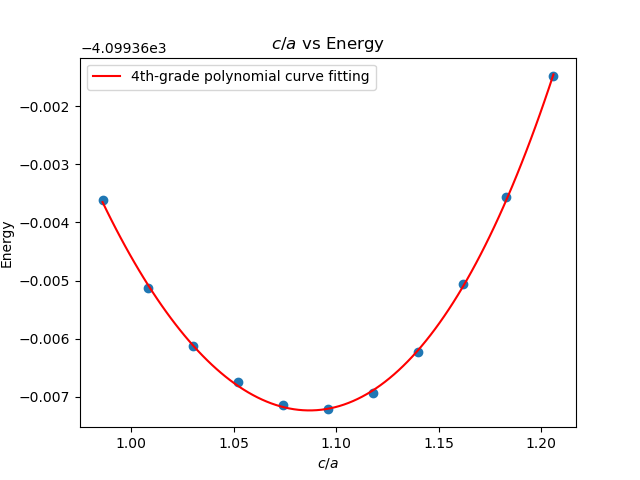 c/a vs Energy
−4.09936e3
4th-grade polynomial curve fitting
−0.002
−0.003
−0.004
−0.005
−0.006
−0.007
Energy
1.00 1.05 1.10 1.15 1.20
c/a